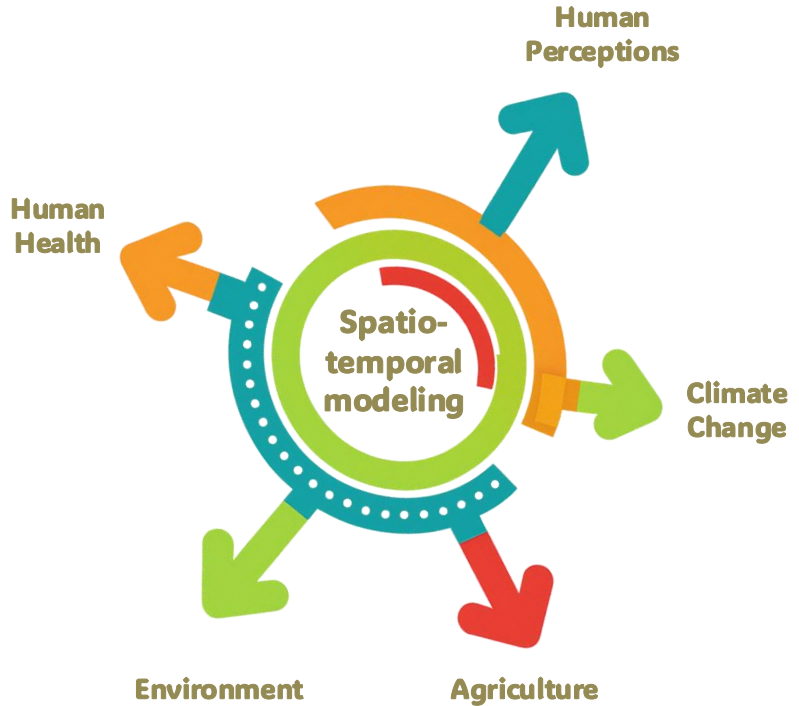 Human
Perceptions
Human
Health
Spatio-
temporal
modeling
Climate
Change
Environment
Agriculture